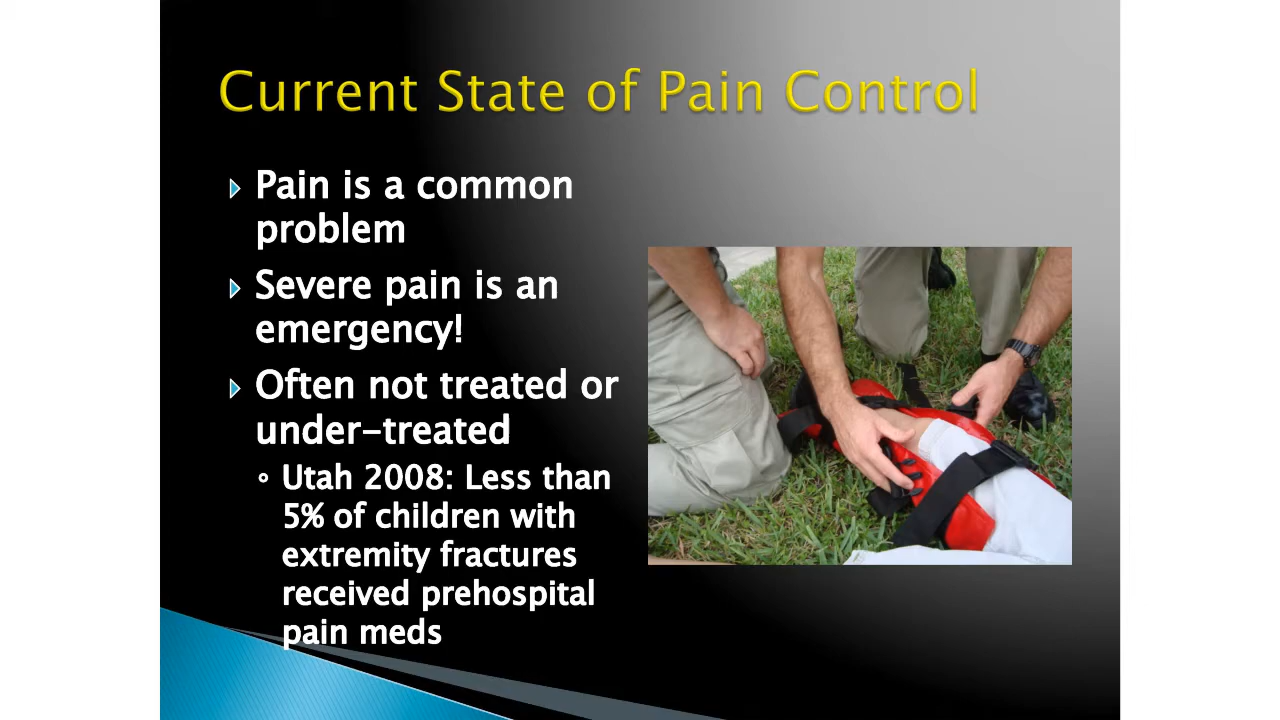 Current State of Pain Control
Pain is a common
problem
Severe pain is an
emergency!
Often not treated or
under-treated
Utah 2008: Less than
5% of children with
extremity fractures
received prehospital
pain meds